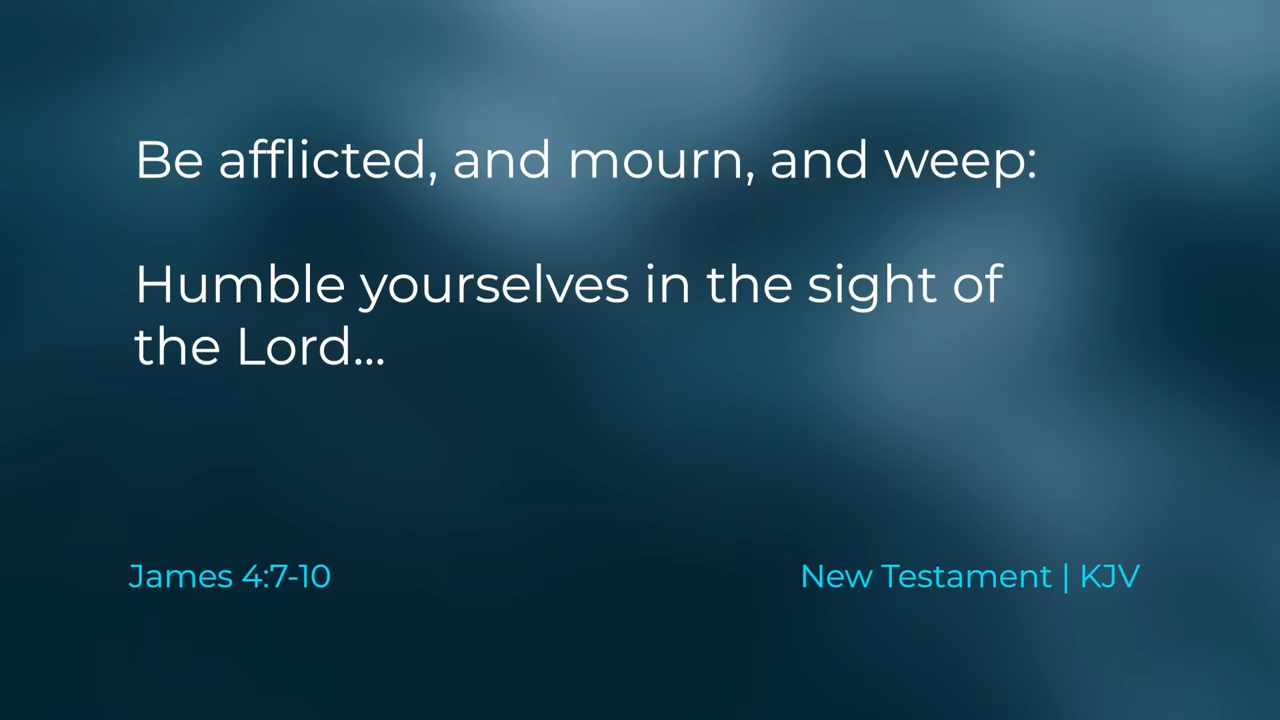 Be afflicted, and mourn, and weep:
Humble yourselves in the sight of
the Lord...
James 4:7-10
New Testament | KJV